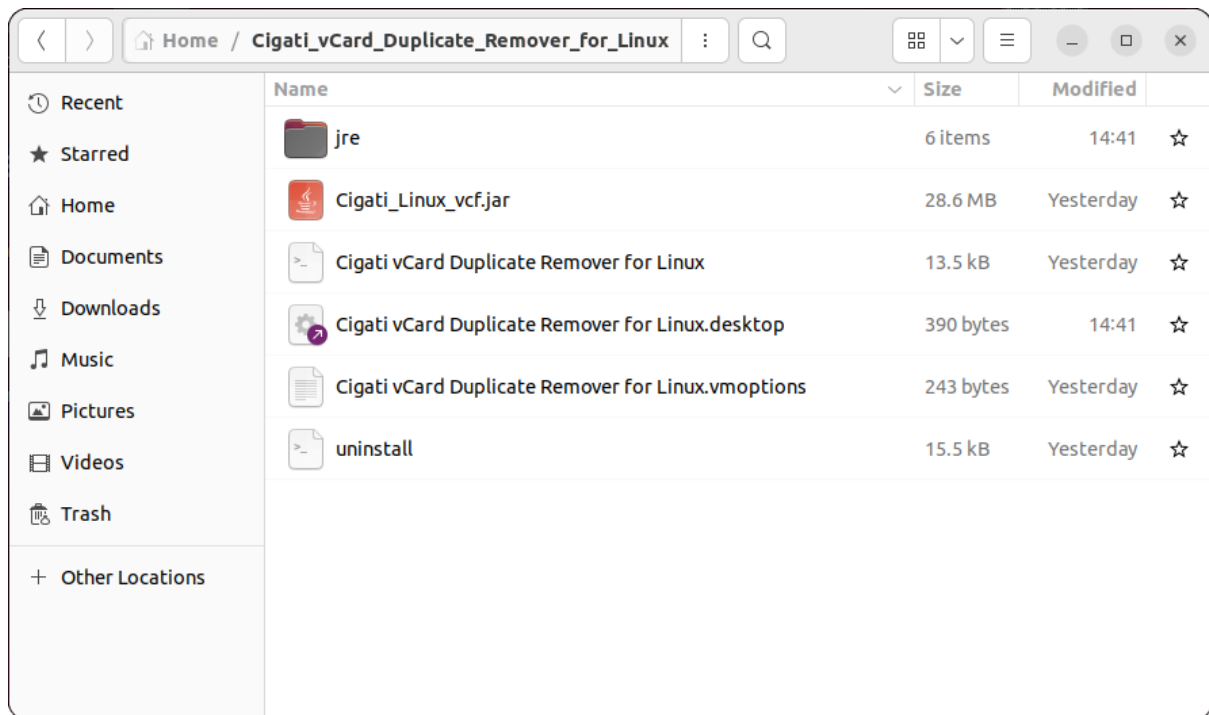 Home / Cigati_vCard_Duplicate_Remover_for_Linux
Recent
Starred
Home
Documents
Downloads
Music
Pictures
Videos
Trash
Other Locations
Name Size Modified
jre 6 items 14:41
Cigati_Linux_vcf.jar 28.6 MB Yesterday
Cigati vCard Duplicate Remover for Linux 13.5 kB Yesterday
Cigati vCard Duplicate Remover for Linux.desktop 390 bytes 14:41
Cigati vCard Duplicate Remover for Linux.vmoptions 243 bytes Yesterday
uninstall 15.5 kB Yesterday